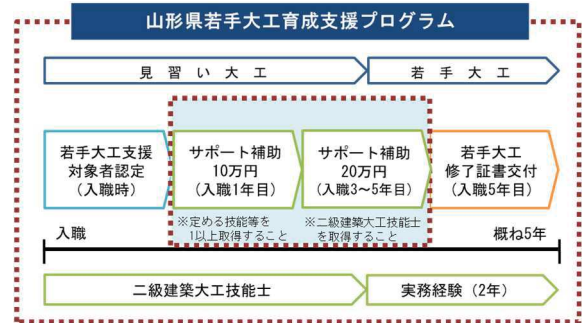 山形県若手大工育成支援プログラム
見習い大工
若手大工
若手大工支援
対象者認定
（入職時）
サポート補助
10万円
（入職1年目）
サポート補助
20万円
（入職3～5年目）
若手大工
修了証書交付
（入職5年目）
※定める技能等を
1以上取得すること
※二級建築大工技能士
を取得すること
入職
概ね5年
二級建築大工技能士
実務経験（2年）